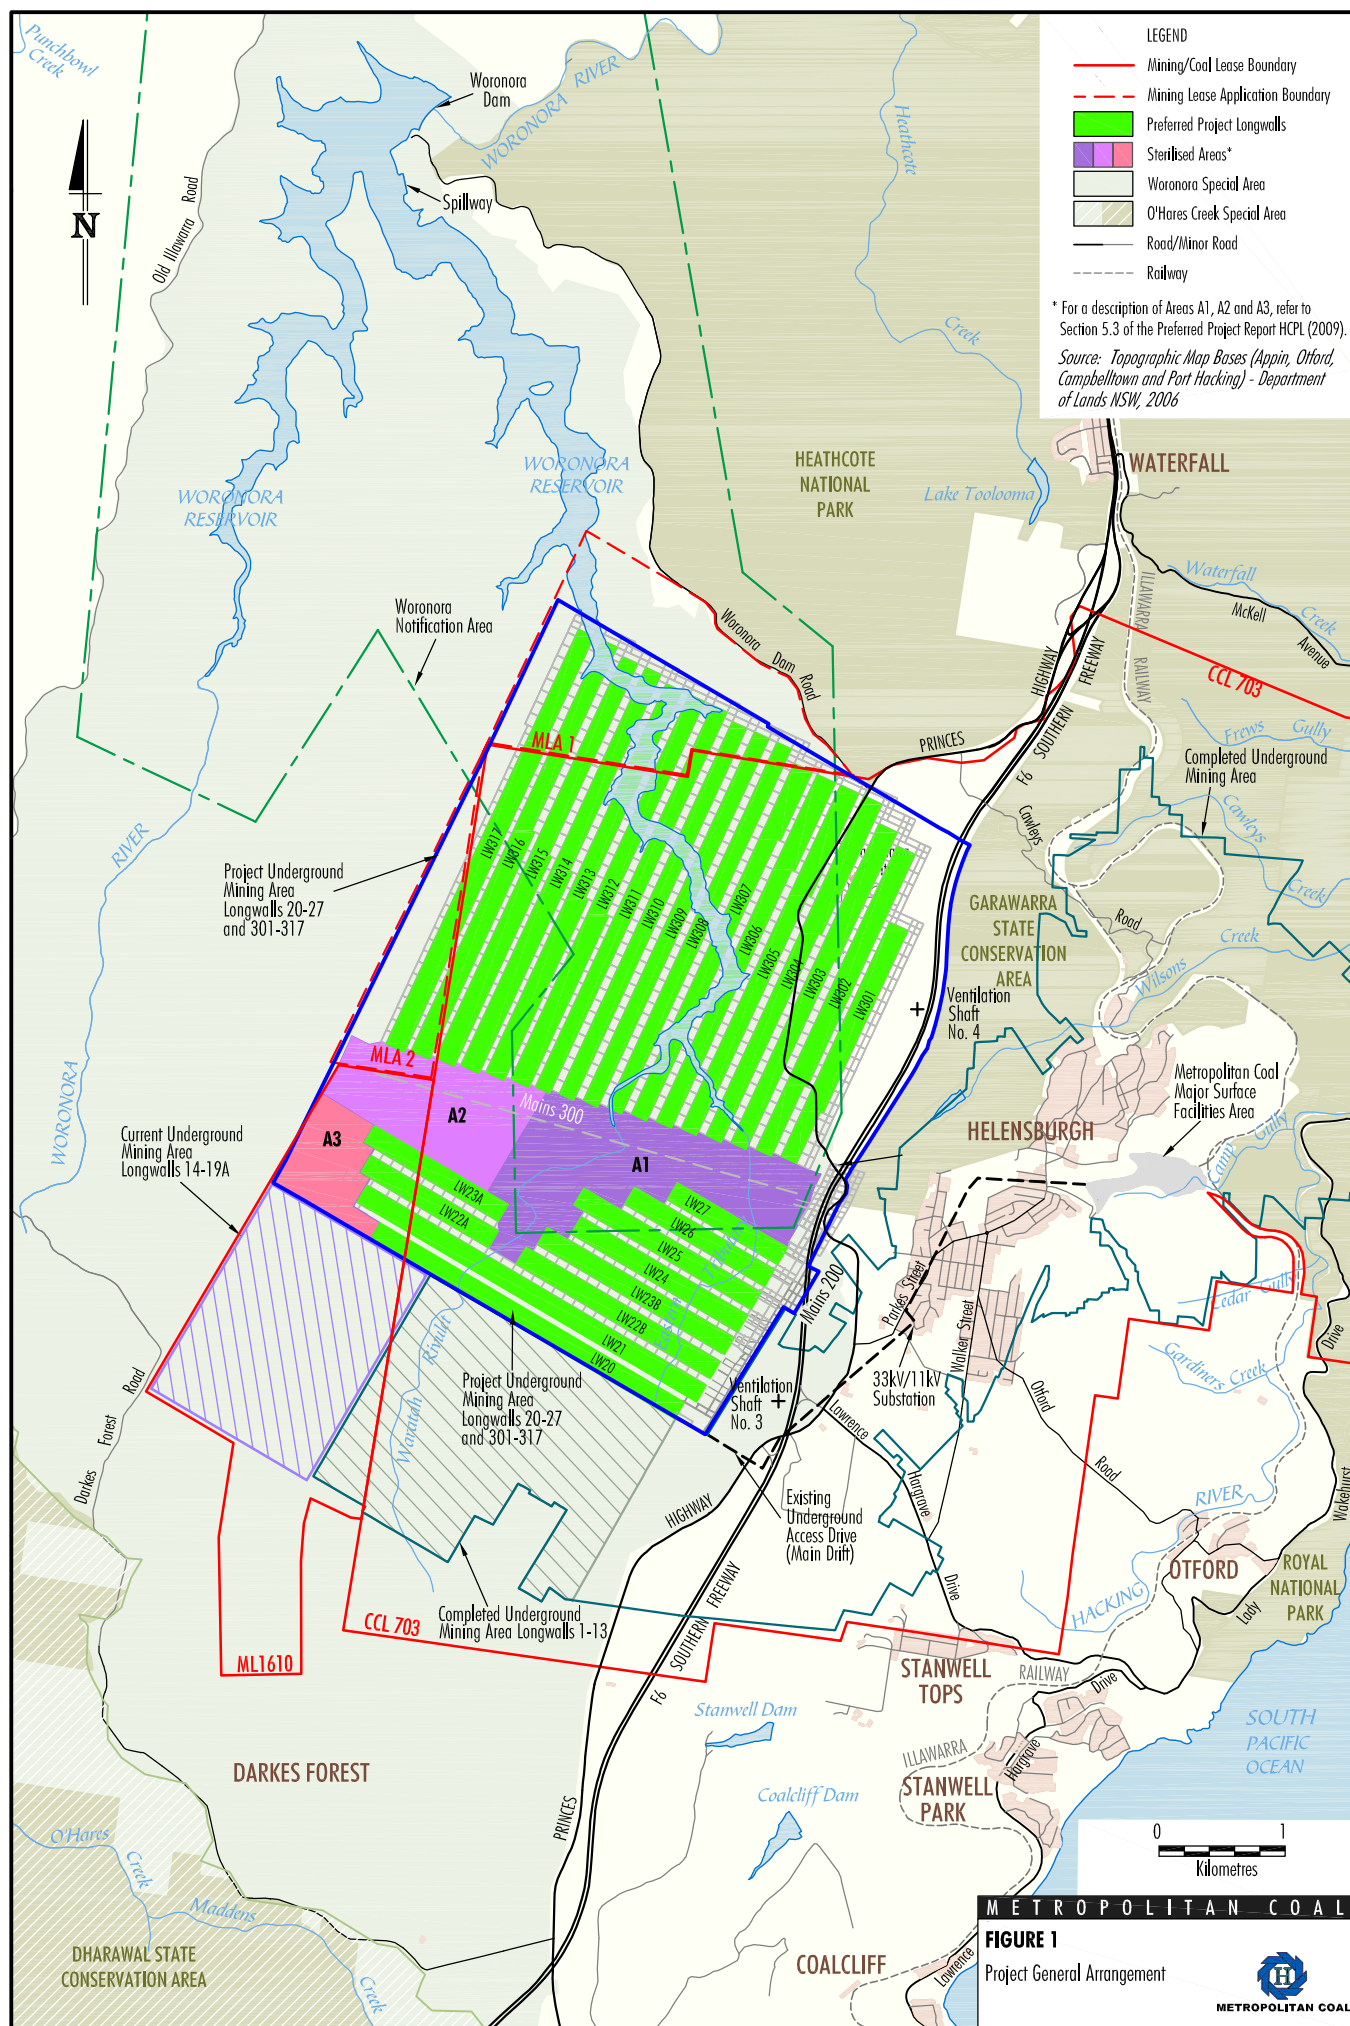 LEGEND
Mining/Coal Lease Boundary
Mining Lease Application Boundary
Preferred Project Longwalls
Sterilised Areas*
Woronora Special Area
O'Hares Creek Special Area
Road/Minor Road
Railway
* For a description of Areas A1, A2 and A3, refer to
Section 5.3 of the Preferred Project Report HCPL (2009).
Source: Topographic Map Bases (Appin, Otford,
Campbelltown and Port Hacking) - Department
of Lands NSW, 2006
Punchbowl
Creek
Woronora
Dam
WORONORA RIVER
Heathcote
Creek
N
Old Illawarra Road
Spillway
WORONORA
RESERVOIR
WORONORA
RESERVOIR
HEATHCOTE
NATIONAL
PARK
Lake Toolooma
WATERFALL
Waterfall
Creek
McKell
Avenue
ILLAWARRA
RAILWAY
Woronora
Notification Area
Woronora Dam Road
HIGHWAY
FREEWAY
CCL 703
PRINCES
F6 SOUTHERN
Frews Gully
Completed Underground
Mining Area
MLA 1
Cawleys
Road
Cawleys
Creek
RIVER
LW317
LW316
LW315
LW314
LW313
LW312
LW311
LW310
LW309
LW308
LW307
LW306
LW305
LW304
LW303
LW302
LW301
Project Underground
Mining Area
Longwalls 20-27
and 301-317
GARAWARRA
STATE
CONSERVATION
AREA
Wilsons
Creek
Ventilation
Shaft
No. 4
WORONORA
MLA 2
Mains 300
Metropolitan Coal
Major Surface
Facilities Area
Camp Gully
HELENSBURGH
A2
A3
A1
Current Underground
Mining Area
Longwalls 14-19A
LW23A
LW22A
LW27
LW26
LW25
LW24
LW23B
LW22B
LW21
LW20
Mains 200
Parkes Street
Walker Street
Cedar Gully
Gardiners Creek
Drive
Waratah
Rivulet
Project Underground
Mining Area
Longwalls 20-27
and 301-317
Ventilation
Shaft
No. 3
33kV/11kV
Substation
Lawrence
Hargrave
Drive
Otford
Road
Darkes Forest Road
HIGHWAY
Existing
Underground
Access Drive
(Main Drift)
HACKING
RIVER
Wakehurst
OTFORD
ROYAL
NATIONAL
PARK
Lady
Completed Underground
Mining Area Longwalls 1-13
CCL 703
ML1610
F6 SOUTHERN FREEWAY
STANWELL
TOPS
RAILWAY
Drive
Stanwell Dam
ILLAWARRA
Hargrave
SOUTH
PACIFIC
OCEAN
DARKES FOREST
STANWELL
PARK
Coalcliff Dam
PRINCES
O'Hares
Creek
Maddens
Creek
0 1
Kilometres
DHARAWAL STATE
CONSERVATION AREA
COALCLIFF
Lawrence
METROPOLITAN COAL
FIGURE 1
Project General Arrangement
H
METROPOLITAN COAL